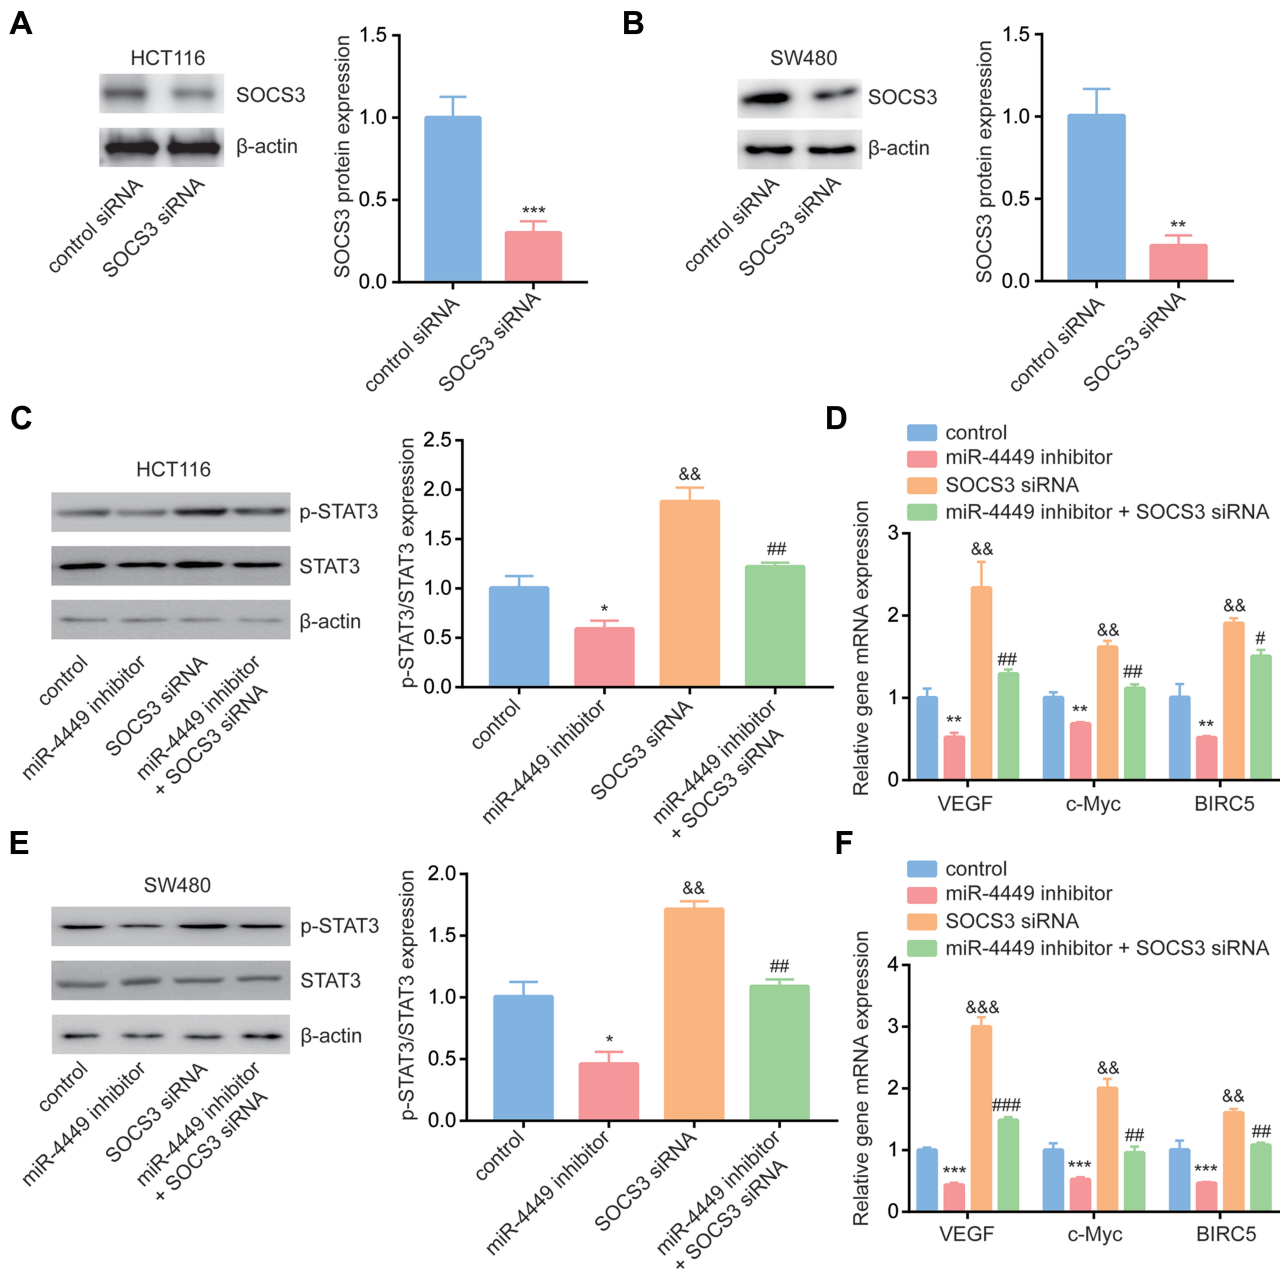 A
HCT116
SOCS3
β-actin
control siRNA
SOCS3 siRNA
SOCS3 protein expression
1.5
1.0
0.5
0.0
***
control siRNA
SOCS3 siRNA
B
SW480
SOCS3
β-actin
control siRNA
SOCS3 siRNA
SOCS3 protein expression
1.5
1.0
0.5
0.0
**
control siRNA
SOCS3 siRNA
C
HCT116
p-STAT3
STAT3
β-actin
control
miR-4449 inhibitor
SOCS3 siRNA
miR-4449 inhibitor
+ SOCS3 siRNA
p-STAT3/STAT3 expression
2.5
2.0
1.5
1.0
0.5
0.0
*
&&
##
control
miR-4449 inhibitor
SOCS3 siRNA
miR-4449 inhibitor
+ SOCS3 siRNA
D
control
miR-4449 inhibitor
SOCS3 siRNA
miR-4449 inhibitor + SOCS3 siRNA
Relative gene mRNA expression
3
2
1
0
**
&&
##
**
&&
##
**
&&
#
VEGF
c-Myc
BIRC5
E
SW480
p-STAT3
STAT3
β-actin
control
miR-4449 inhibitor
SOCS3 siRNA
miR-4449 inhibitor
+ SOCS3 siRNA
p-STAT3/STAT3 expression
2.0
1.5
1.0
0.5
0.0
*
&&
##
control
miR-4449 inhibitor
SOCS3 siRNA
miR-4449 inhibitor
+ SOCS3 siRNA
F
control
miR-4449 inhibitor
SOCS3 siRNA
miR-4449 inhibitor + SOCS3 siRNA
Relative gene mRNA expression
4
3
2
1
0
***
&&&
###
***
&&
##
***
&&
##
VEGF
c-Myc
BIRC5